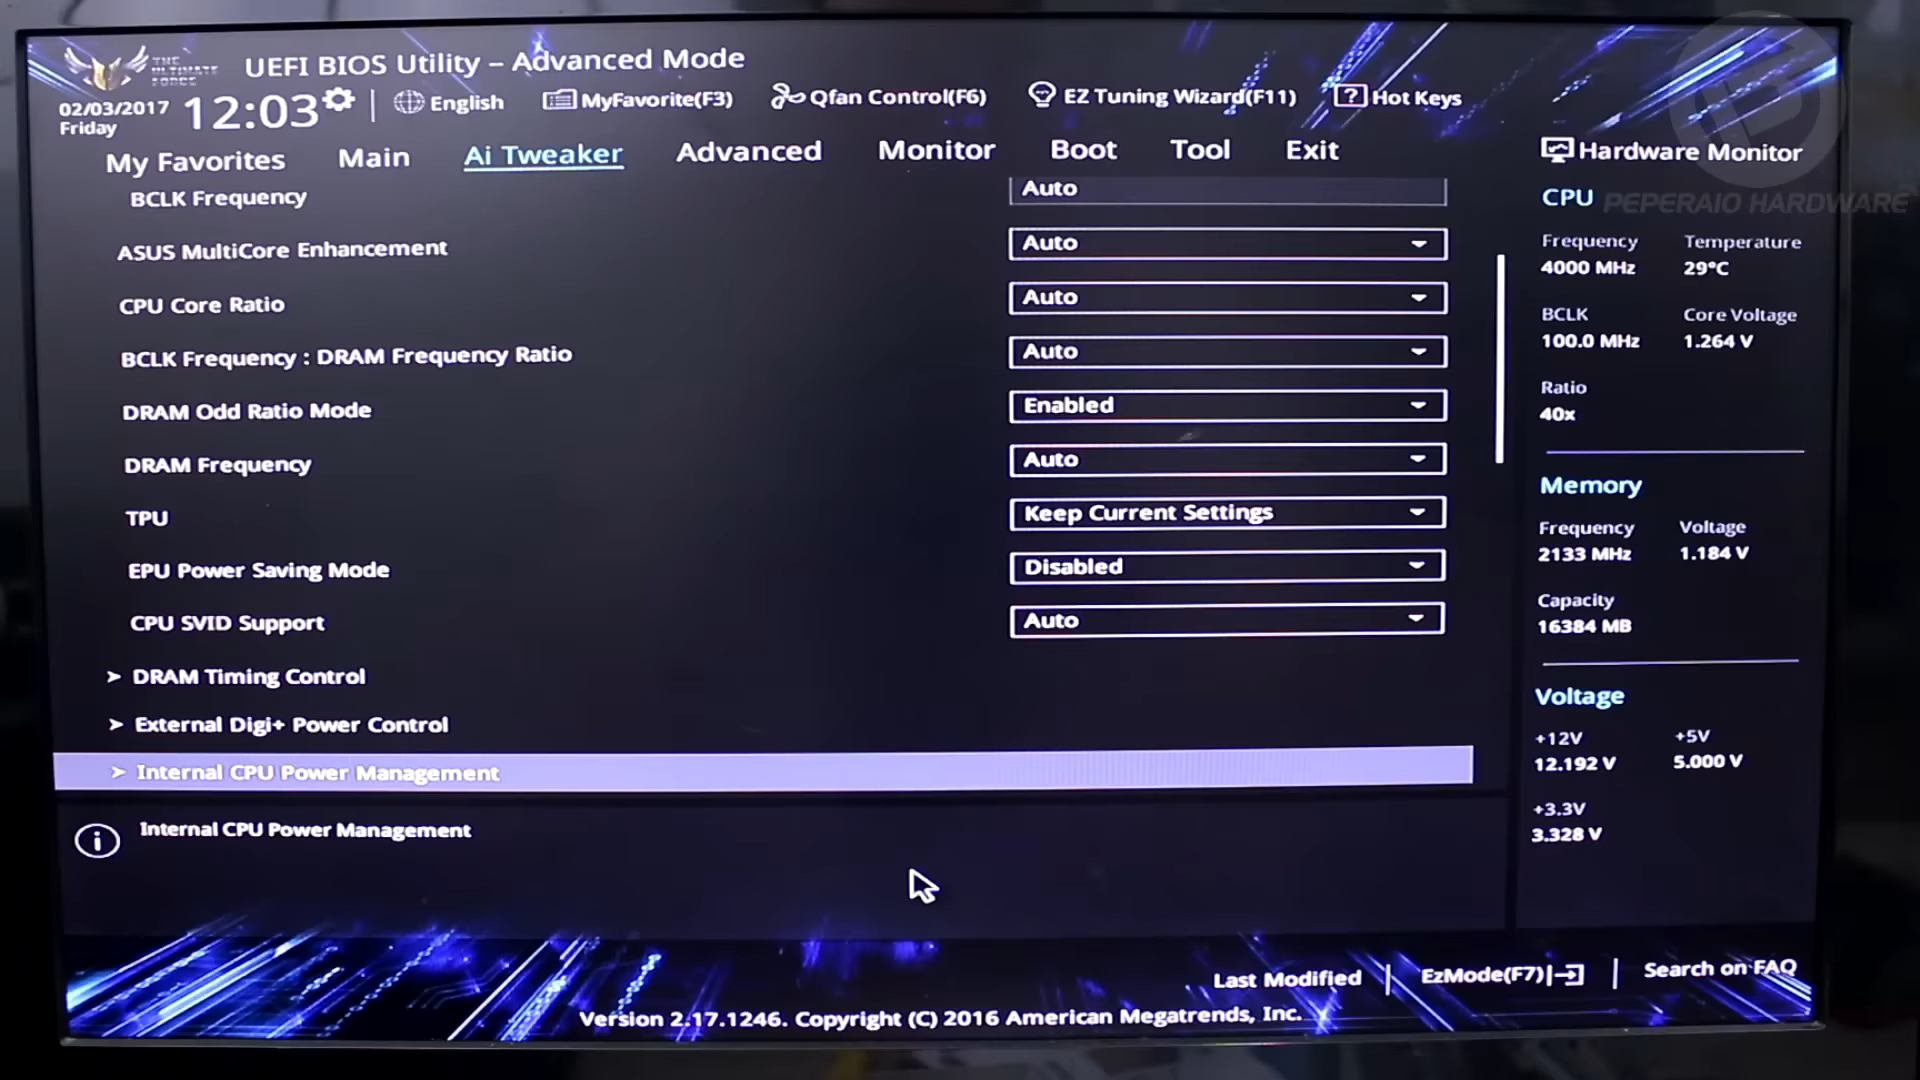 THE
ULTIMATE
FORCE
UEFI BIOS Utility – Advanced Mode
02/03/2017
Friday
12:03
English
MyFavorite(F3)
Qfan Control(F6)
EZ Tuning Wizard(F11)
? Hot Keys
My Favorites
Main
Ai Tweaker
Advanced
Monitor
Boot
Tool
Exit
BCLK Frequency
Auto
ASUS MultiCore Enhancement
Auto
CPU Core Ratio
Auto
BCLK Frequency : DRAM Frequency Ratio
Auto
DRAM Odd Ratio Mode
Enabled
DRAM Frequency
Auto
TPU
Keep Current Settings
EPU Power Saving Mode
Disabled
CPU SVID Support
Auto
> DRAM Timing Control
> External Digi+ Power Control
> Internal CPU Power Management
i
Internal CPU Power Management
Hardware Monitor
CPU
PEPERAIO HARDWARE
Frequency Temperature
4000 MHz 29°C
BCLK Core Voltage
100.0 MHz 1.264 V
Ratio
40x
Memory
Frequency Voltage
2133 MHz 1.184 V
Capacity
16384 MB
Voltage
+12V +5V
12.192 V 5.000 V
+3.3V
3.328 V
Last Modified
EzMode(F7)
Search on FAQ
Version 2.17.1246. Copyright (C) 2016 American Megatrends, Inc.